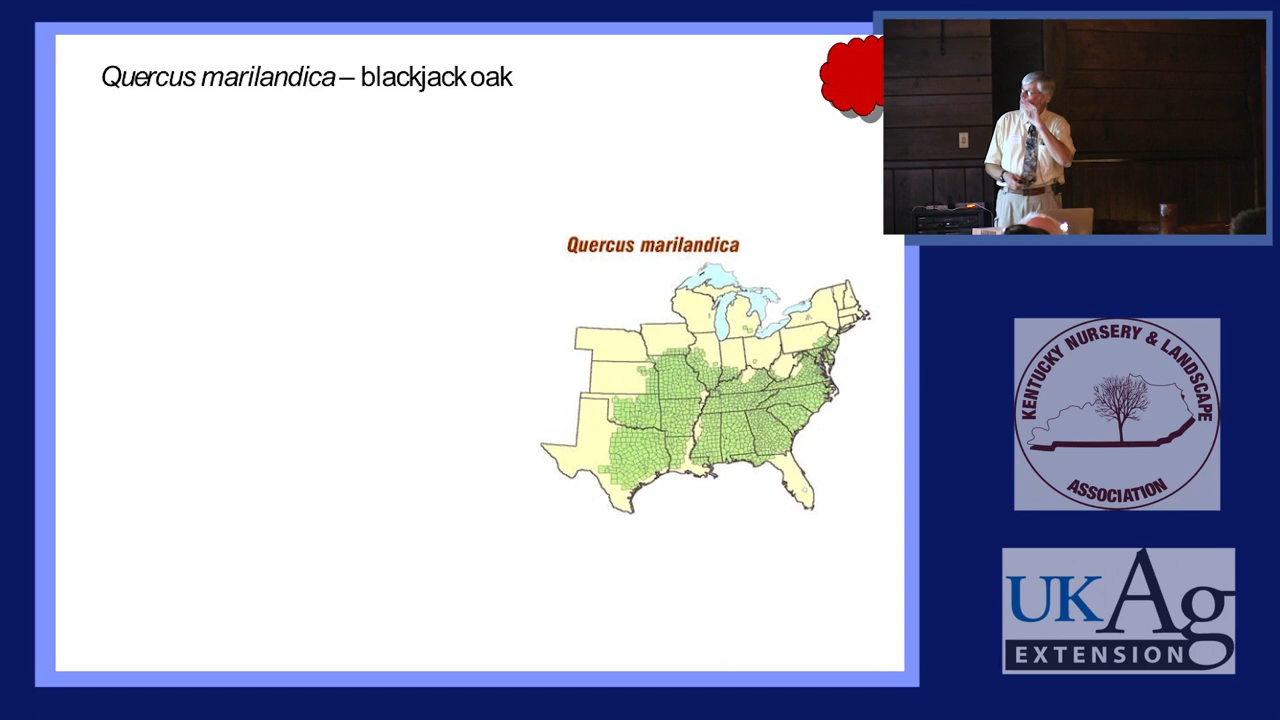 Quercus marilandica – blackjack oak
Quercus marilandica
KENTUCKY NURSERY & LANDSCAPE
ASSOCIATION
UKAg
EXTENSION